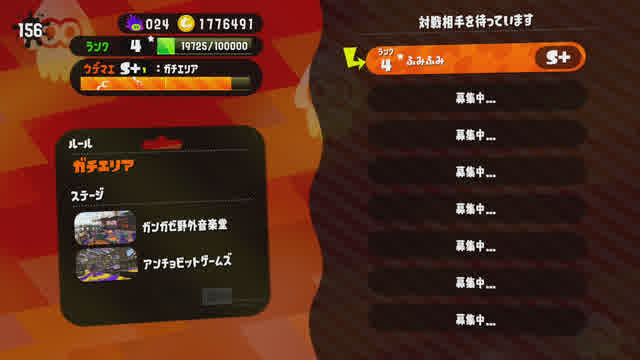 156
024
1776491
ランク 4 19725/100000
ウデマエ S+1 : ガチエリア
ルール
ガチエリア
ステージ
ガンガゼ野外音楽堂
アンチョビットゲームズ
対戦相手を待っています
ランク 4 ふみふみ S+
募集中...
募集中...
募集中...
募集中...
募集中...
募集中...
募集中...